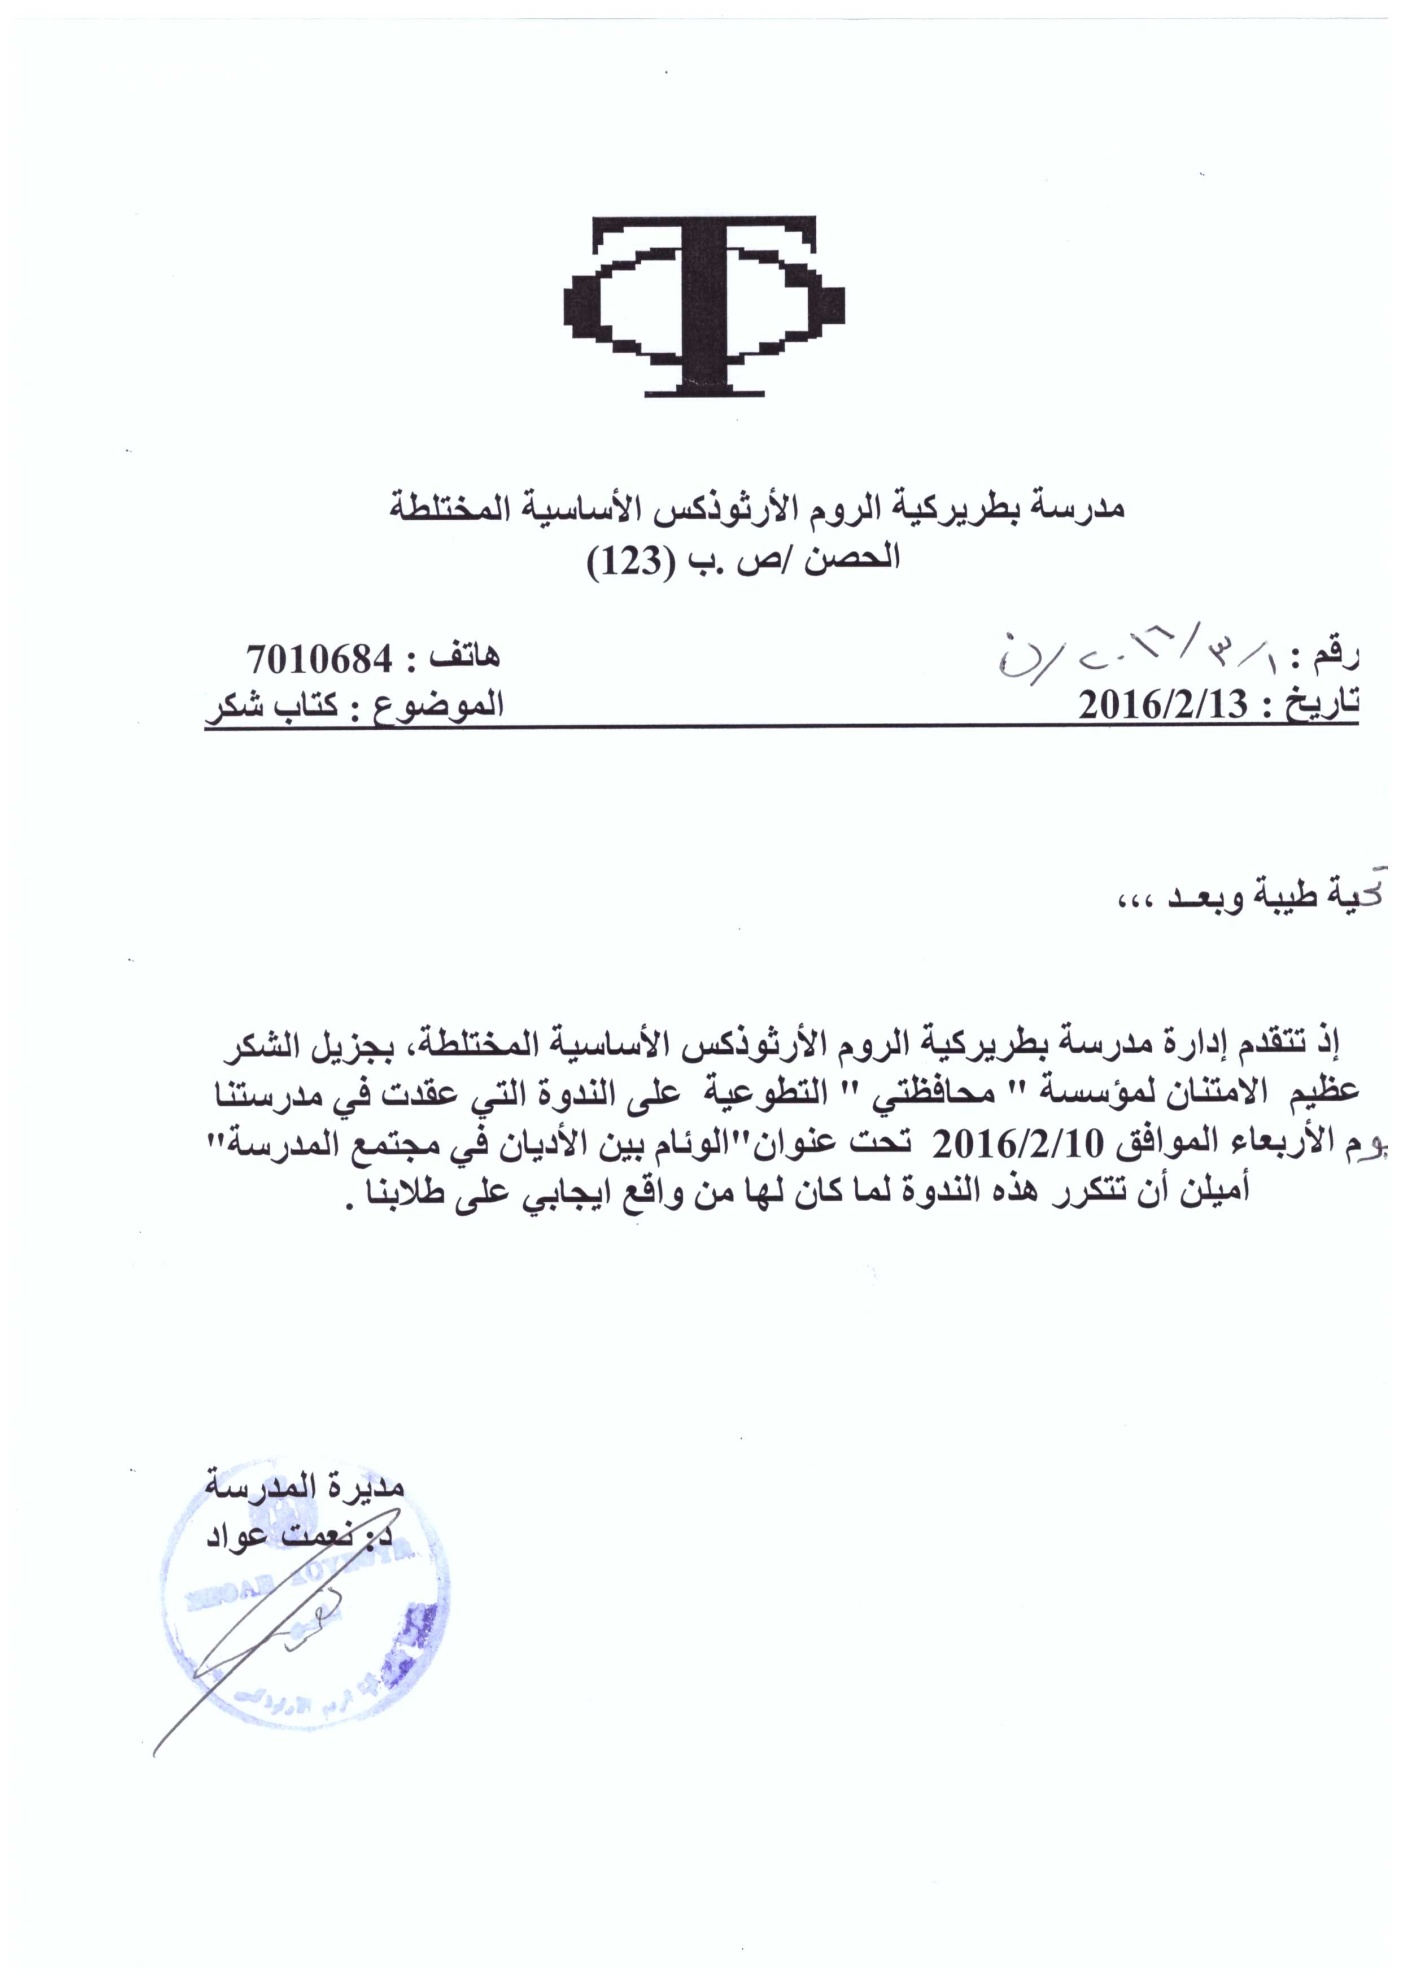 مدرسة بطريركية الروم الأرثوذكس الأساسية المختلطة
الحصن /ص .ب (123)
رقم : ١/٣/٢٠١٦/ن هاتف : 7010684
تاريخ : 2016/2/13 الموضوع : كتاب شكر
تحية طيبة وبعـد ،،،
إذ تتقدم إدارة مدرسة بطريركية الروم الأرثوذكس الأساسية المختلطة، بجزيل الشكر
عظيم الامتنان لمؤسسة " محافظتي " التطوعية على الندوة التي عقدت في مدرستنا
يوم الأربعاء الموافق 2016/2/10 تحت عنوان"الوئام بين الأديان في مجتمع المدرسة"
أميلن أن تتكرر هذه الندوة لما كان لها من واقع ايجابي على طلابنا .
مديرة المدرسة
د: نعمت عواد